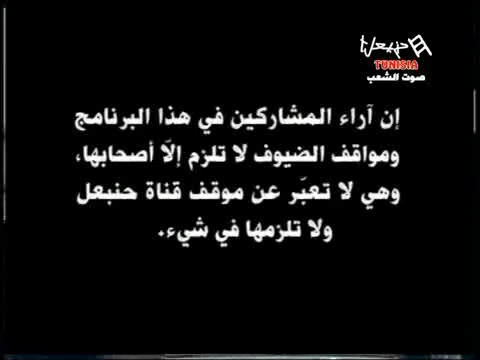 TUNISIA
صوت الشعب
إن آراء المشاركين في هذا البرنامج
ومواقف الضيوف لا تلزم إلاّ أصحابها،
وهي لا تعبّر عن موقف قناة حنبعل
ولا تلزمها في شيء.